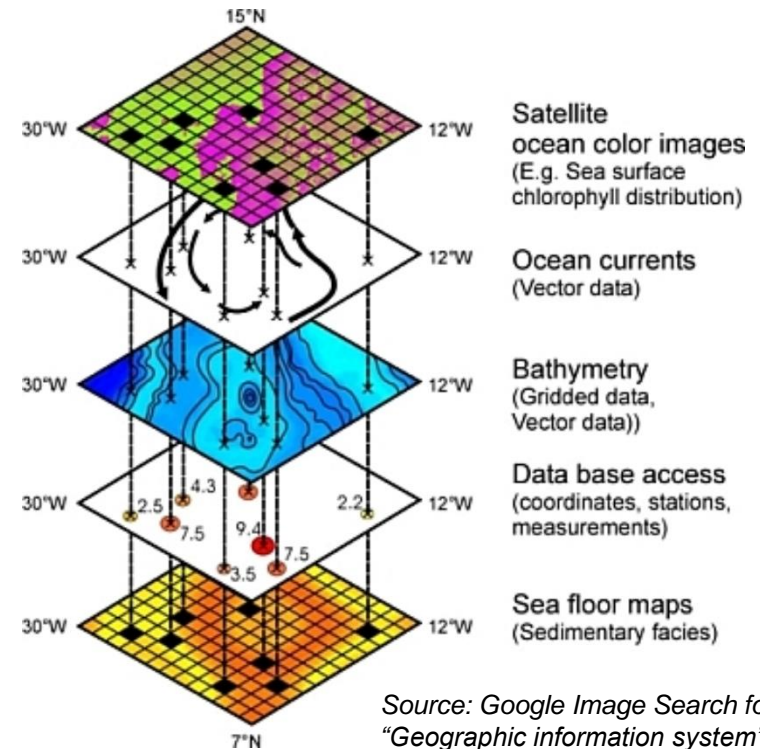 15°N
30°W
12°W
Satellite
ocean color images
(E.g. Sea surface
chlorophyll distribution)
30°W
12°W
Ocean currents
(Vector data)
30°W
12°W
Bathymetry
(Gridded data,
Vector data))
30°W
12°W
2.5
4.3
7.5
9.4
3.5
7.5
2.2
Data base access
(coordinates, stations,
measurements)
30°W
12°W
Sea floor maps
(Sedimentary facies)
7°N
Source: Google Image Search fo
“Geographic information system”